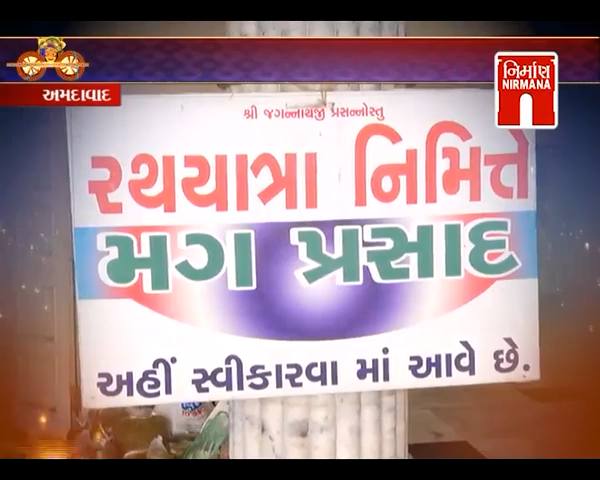 નિર્માણ
NIRMANA
અમદાવાદ
શ્રી જગન્નાથજી પ્રસન્નોસ્તુ
રથયાત્રા નિમિત્તે
મગ પ્રસાદ
અહીં સ્વીકારવા માં આવે છે.